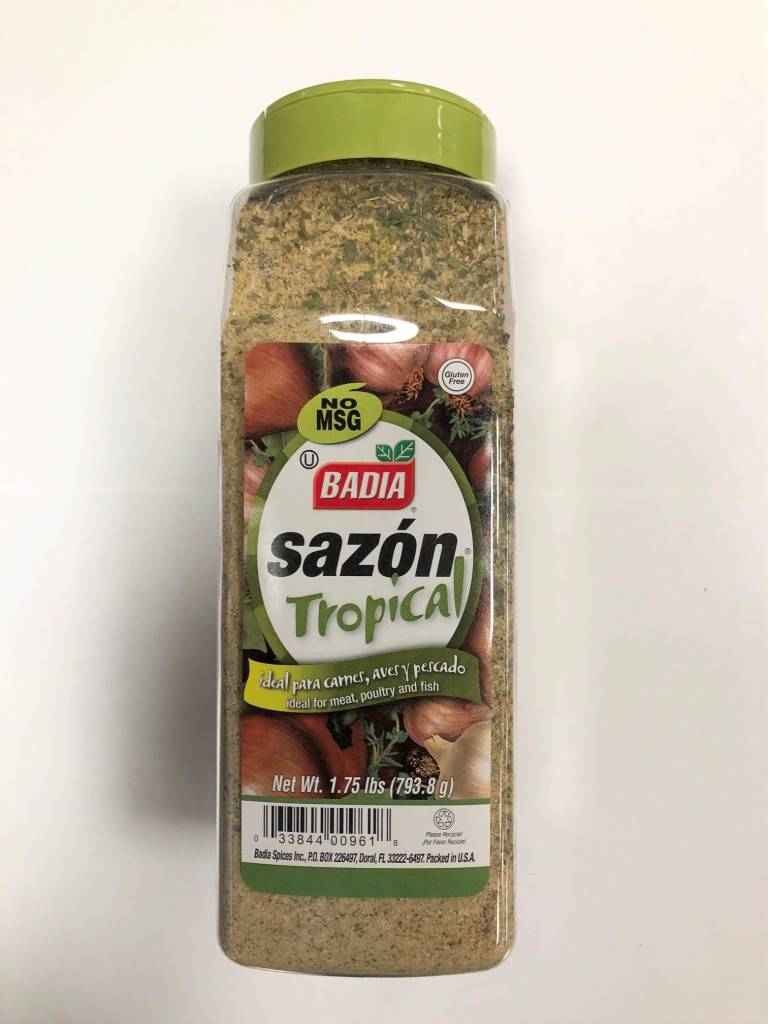 Gluten
Free
NO
MSG
U
BADIA®
sazón®
Tropical
ideal para carnes, aves y pescado
ideal for meat, poultry and fish
Net Wt. 1.75 lbs (793.8 g)
0 33844 00961 8
Please Recycle!
¡Por Favor Recicle!
Badia Spices Inc., P.O. BOX 226497, Doral, FL 33222-6497. Packed in U.S.A.